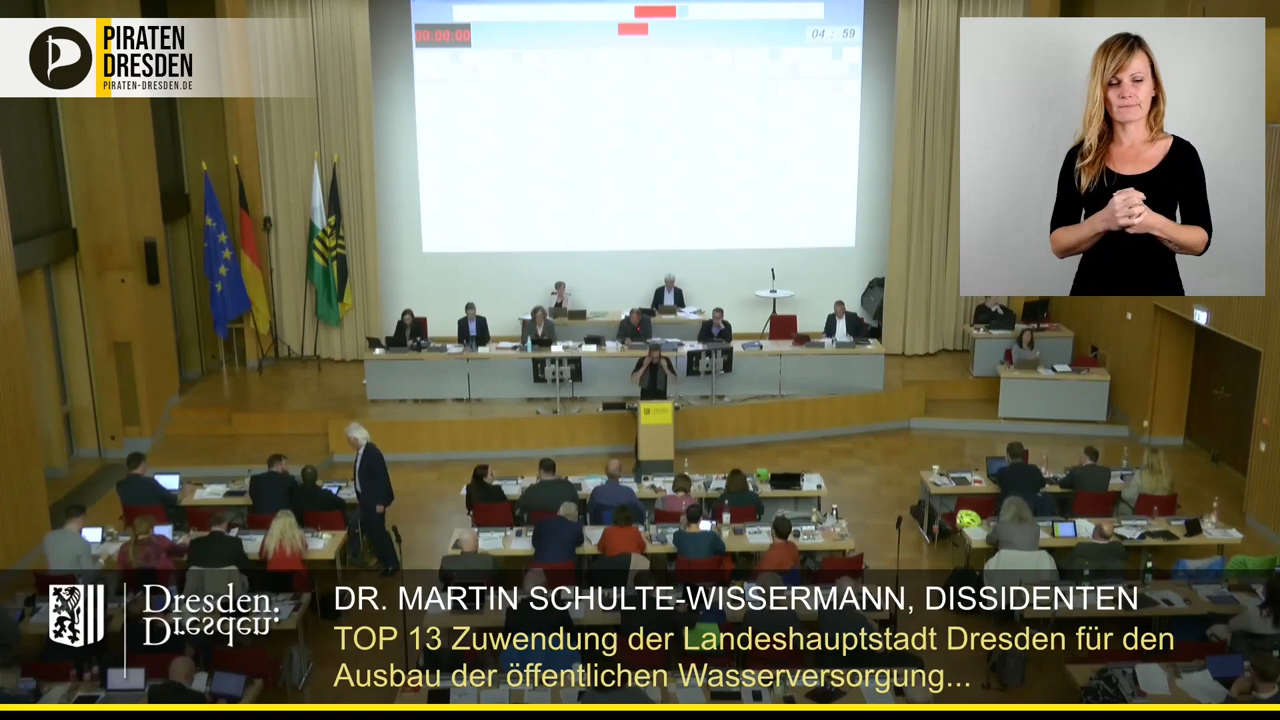 PIRATEN
DRESDEN
PIRATEN-DRESDEN.DE
00:00:00
04 : 59
Dresden.
Dresden.
DR. MARTIN SCHULTE-WISSERMANN, DISSIDENTEN
TOP 13 Zuwendung der Landeshauptstadt Dresden für den
Ausbau der öffentlichen Wasserversorgung...